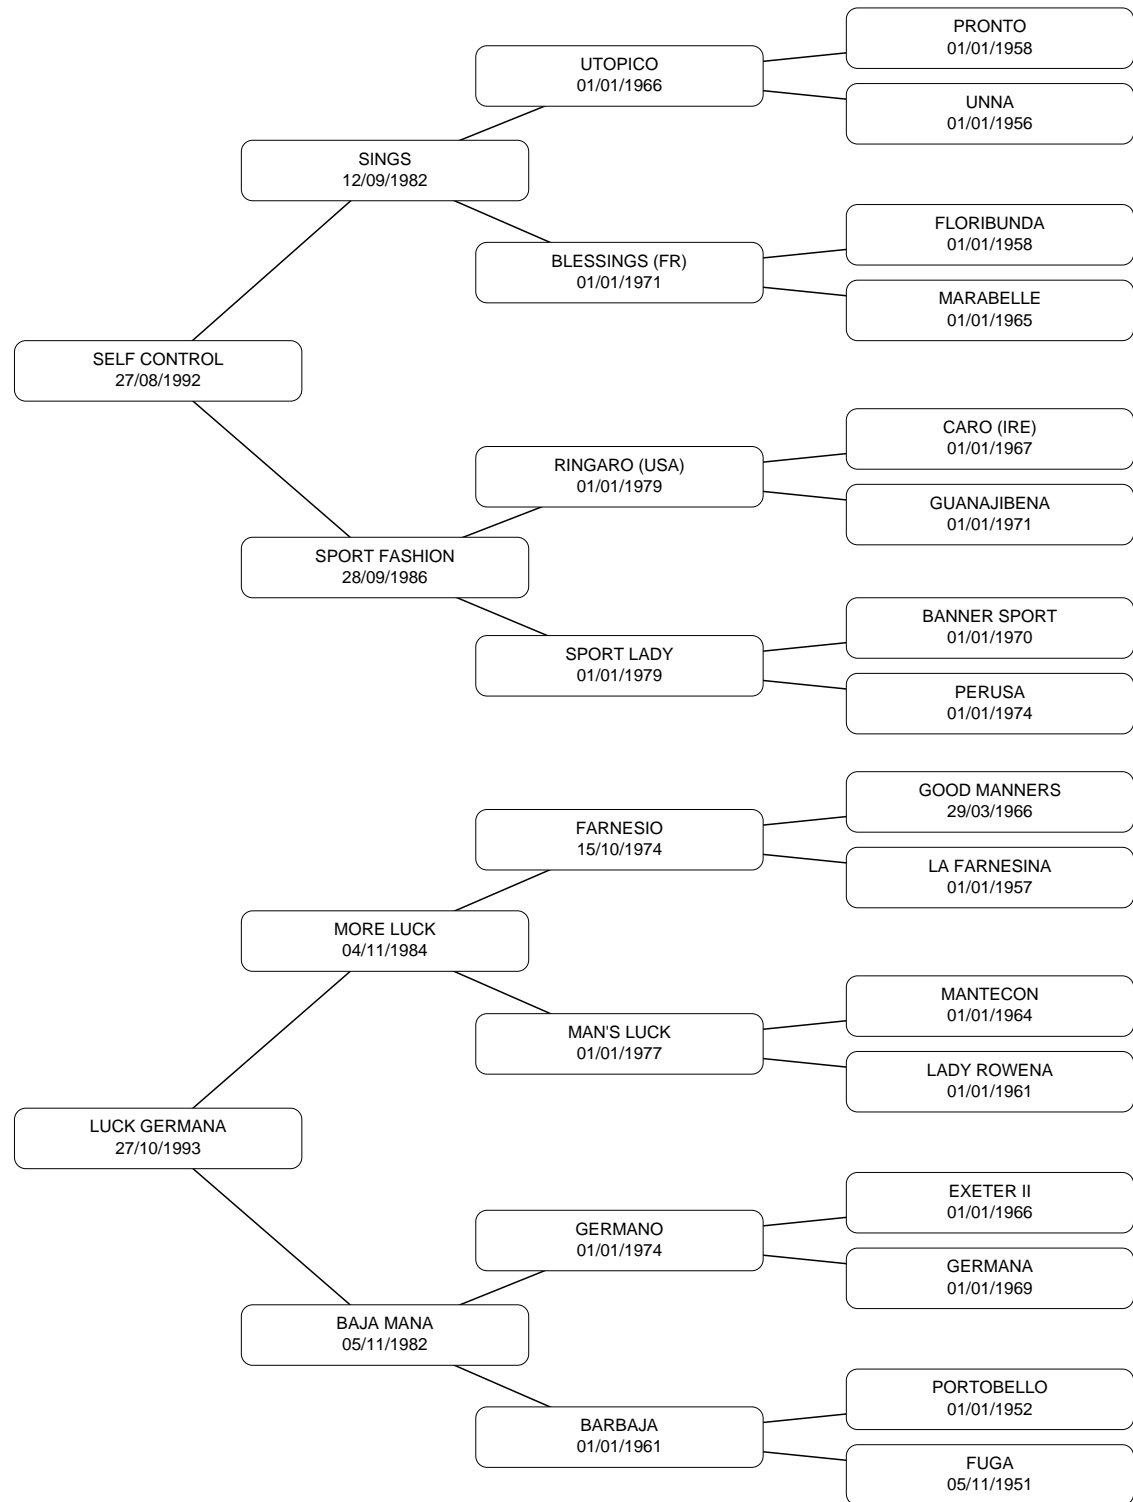 PRONTO
01/01/1958
UTOPICO
01/01/1966
UNNA
01/01/1956
SINGS
12/09/1982
FLORIBUNDA
01/01/1958
BLESSINGS (FR)
01/01/1971
MARABELLE
01/01/1965
SELF CONTROL
27/08/1992
CARO (IRE)
01/01/1967
RINGARO (USA)
01/01/1979
GUANAJIBENA
01/01/1971
SPORT FASHION
28/09/1986
BANNER SPORT
01/01/1970
SPORT LADY
01/01/1979
PERUSA
01/01/1974
GOOD MANNERS
29/03/1966
FARNESIO
15/10/1974
LA FARNESINA
01/01/1957
MORE LUCK
04/11/1984
MANTECON
01/01/1964
MAN'S LUCK
01/01/1977
LADY ROWENA
01/01/1961
LUCK GERMANA
27/10/1993
EXETER II
01/01/1966
GERMANO
01/01/1974
GERMANA
01/01/1969
BAJA MANA
05/11/1982
PORTOBELLO
01/01/1952
BARBAJA
01/01/1961
FUGA
05/11/1951